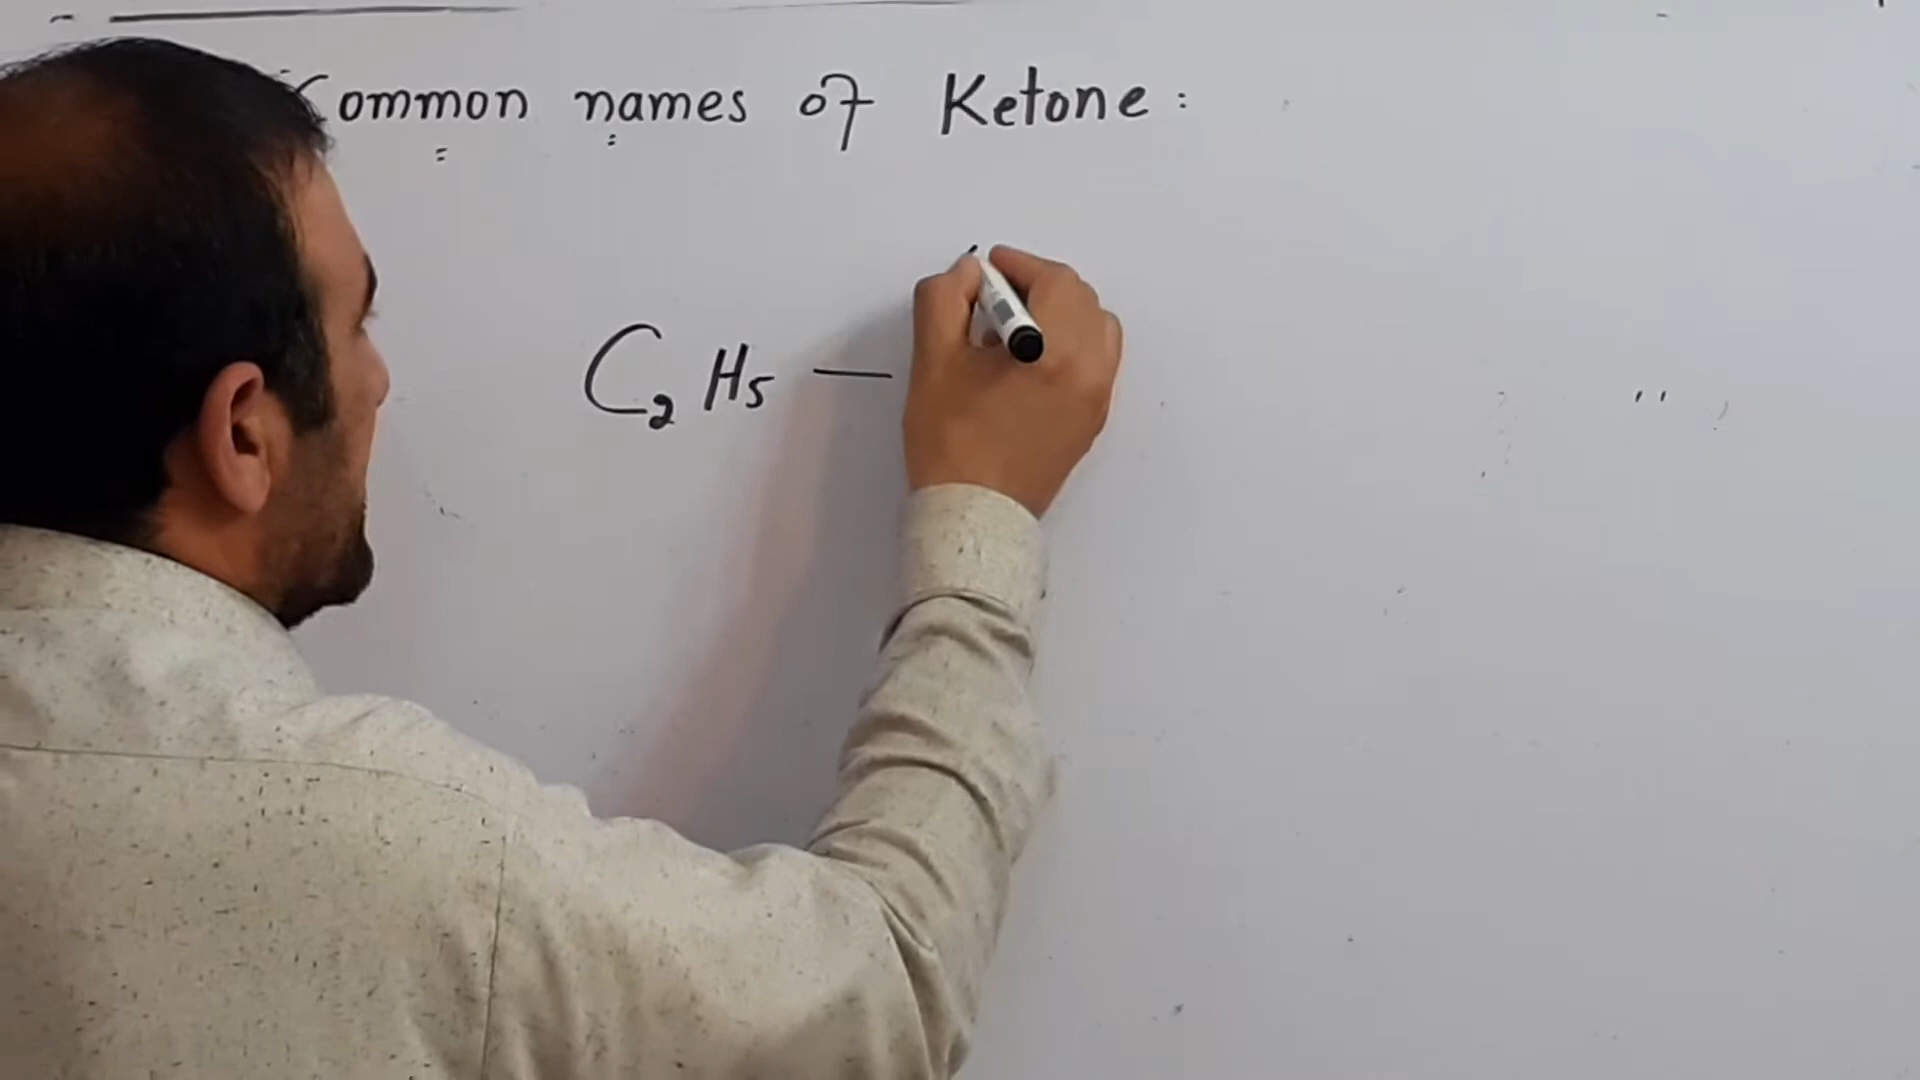 Common names of Ketone:
C₂H₅ —